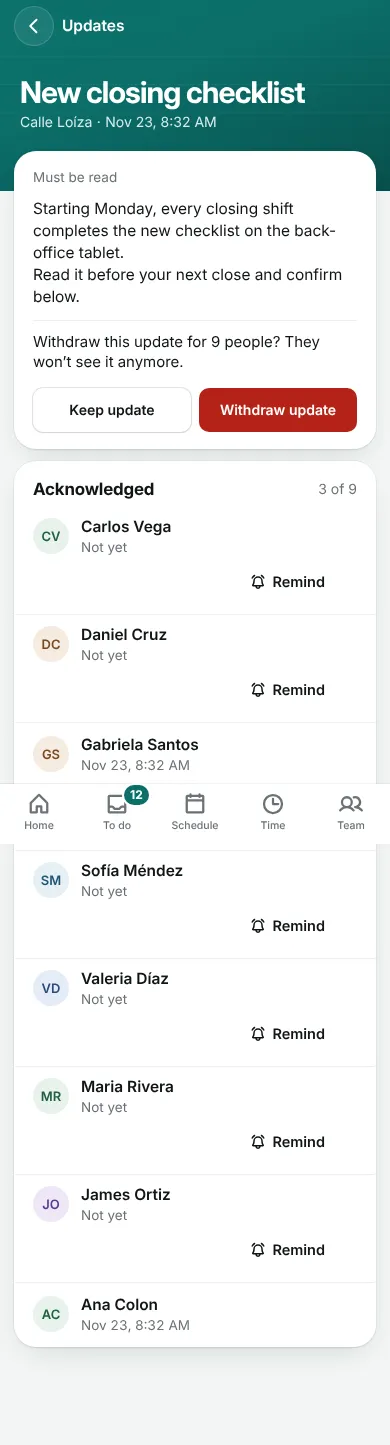 Updates
New closing checklist
Calle Loíza · Nov 23, 8:32 AM
Must be read
Starting Monday, every closing shift
completes the new checklist on the back-
office tablet.
Read it before your next close and confirm
below.
Withdraw this update for 9 people? They
won’t see it anymore.
Keep update
Withdraw update
Acknowledged
3 of 9
CV
Carlos Vega
Not yet
Remind
DC
Daniel Cruz
Not yet
Remind
GS
Gabriela Santos
Nov 23, 8:32 AM
12
Home
To do
Schedule
Time
Team
SM
Sofía Méndez
Not yet
Remind
VD
Valeria Díaz
Not yet
Remind
MR
Maria Rivera
Not yet
Remind
JO
James Ortiz
Not yet
Remind
AC
Ana Colon
Nov 23, 8:32 AM